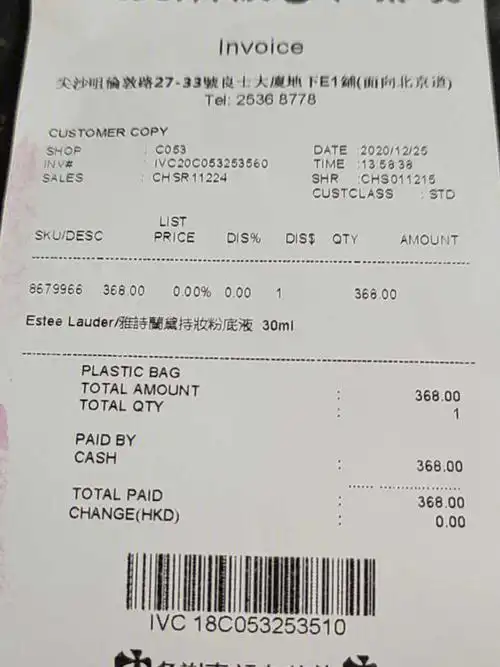 Invoice
尖沙咀倫敦路27-33號良士大廈地下E1鋪(面向北京道)
Tel: 2536 8778
CUSTOMER COPY
SHOP : C053 DATE :2020/12/25
INV# : IVC20C053253560 TIME :13:58:38
SALES : CHSR11224 SHR :CHS011215
CUSTCLASS : STD
SKU/DESC LIST PRICE DIS% DIS$ QTY AMOUNT
8679966 368.00 0.00% 0.00 1 368.00
Estee Lauder/雅詩蘭黛持妝粉底液 30ml
PLASTIC BAG
TOTAL AMOUNT : 368.00
TOTAL QTY : 1
PAID BY
CASH : 368.00
TOTAL PAID : 368.00
CHANGE(HKD) : 0.00
IVC 18C053253510